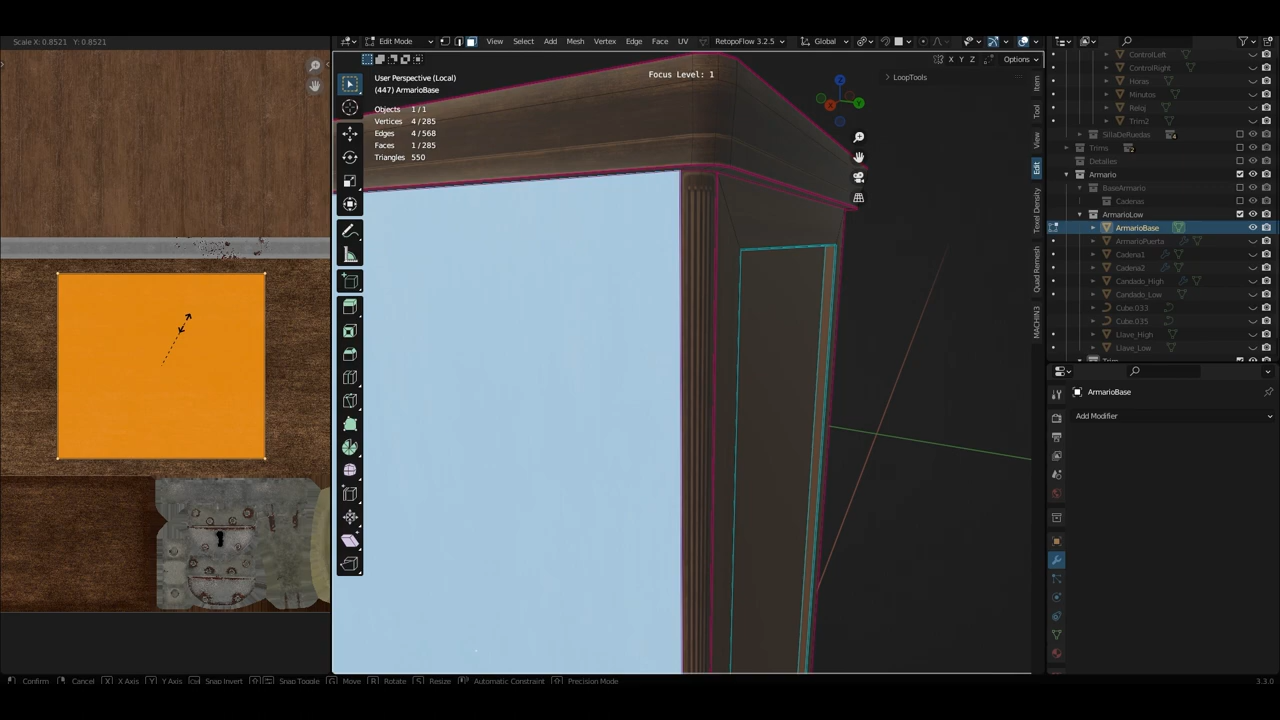 Scale X: 0.8521 Y: 0.8521
Edit Mode
View
Select
Add
Mesh
Vertex
Edge
Face
UV
RetopoFlow 3.2.5
Global
X Y Z
Options
User Perspective (Local)
(447) ArmarioBase
Focus Level: 1
LoopTools
Objects 1/1
Vertices 4/285
Edges 4/568
Faces 1/285
Triangles 550
Item
Tool
View
Edit
Texel Density
Quad Remesh
MACHIN3
ControlLeft
ControlRight
Horas
Minutos
Reloj
Trim2
SillaDeRuedas
Trims
Detalles
Armario
BaseArmario
Cadenas
ArmarioLow
ArmarioBase
ArmarioPuerta
Cadena1
Cadena2
Candado_High
Candado_Low
Cube.033
Cube.035
Llave_High
Llave_Low
Trim
ArmarioBase
Add Modifier
Confirm
Cancel
X X Axis
Y Y Axis
Snap Invert
Snap Toggle
G Move
R Rotate
S Resize
Automatic Constraint
Precision Mode
3.3.0